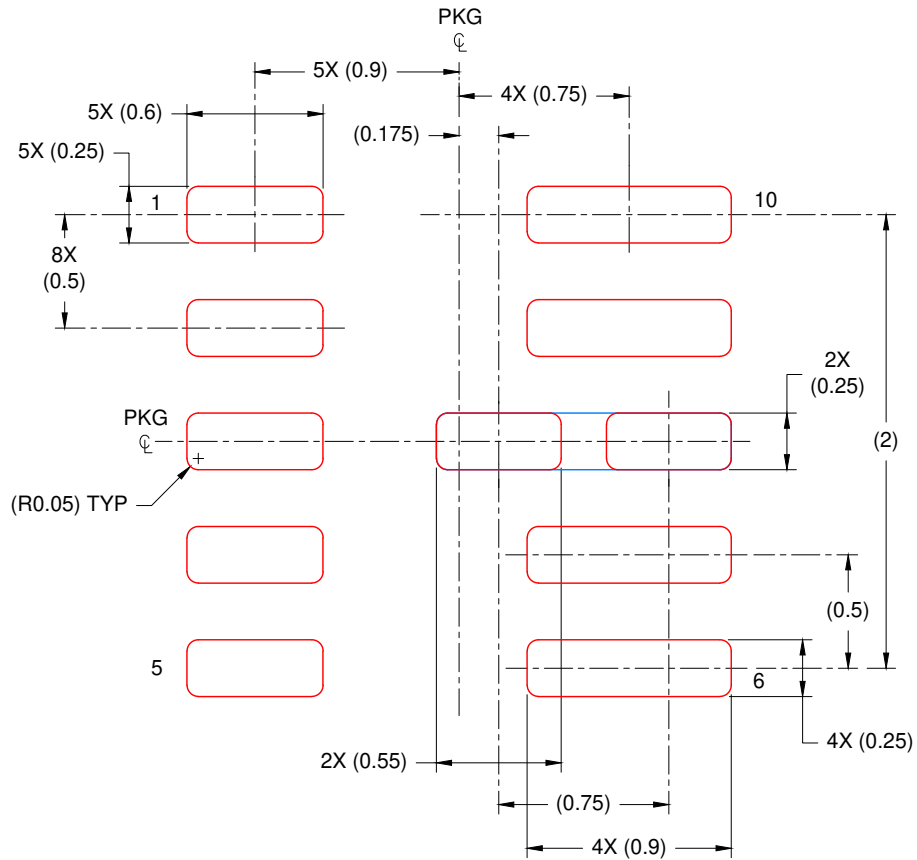 PKG
℄
5X (0.9)
4X (0.75)
5X (0.6)
(0.175)
5X (0.25)
1
10
8X
(0.5)
2X
(0.25)
PKG
℄
(2)
(R0.05) TYP
(0.5)
5
6
4X (0.25)
2X (0.55)
(0.75)
4X (0.9)